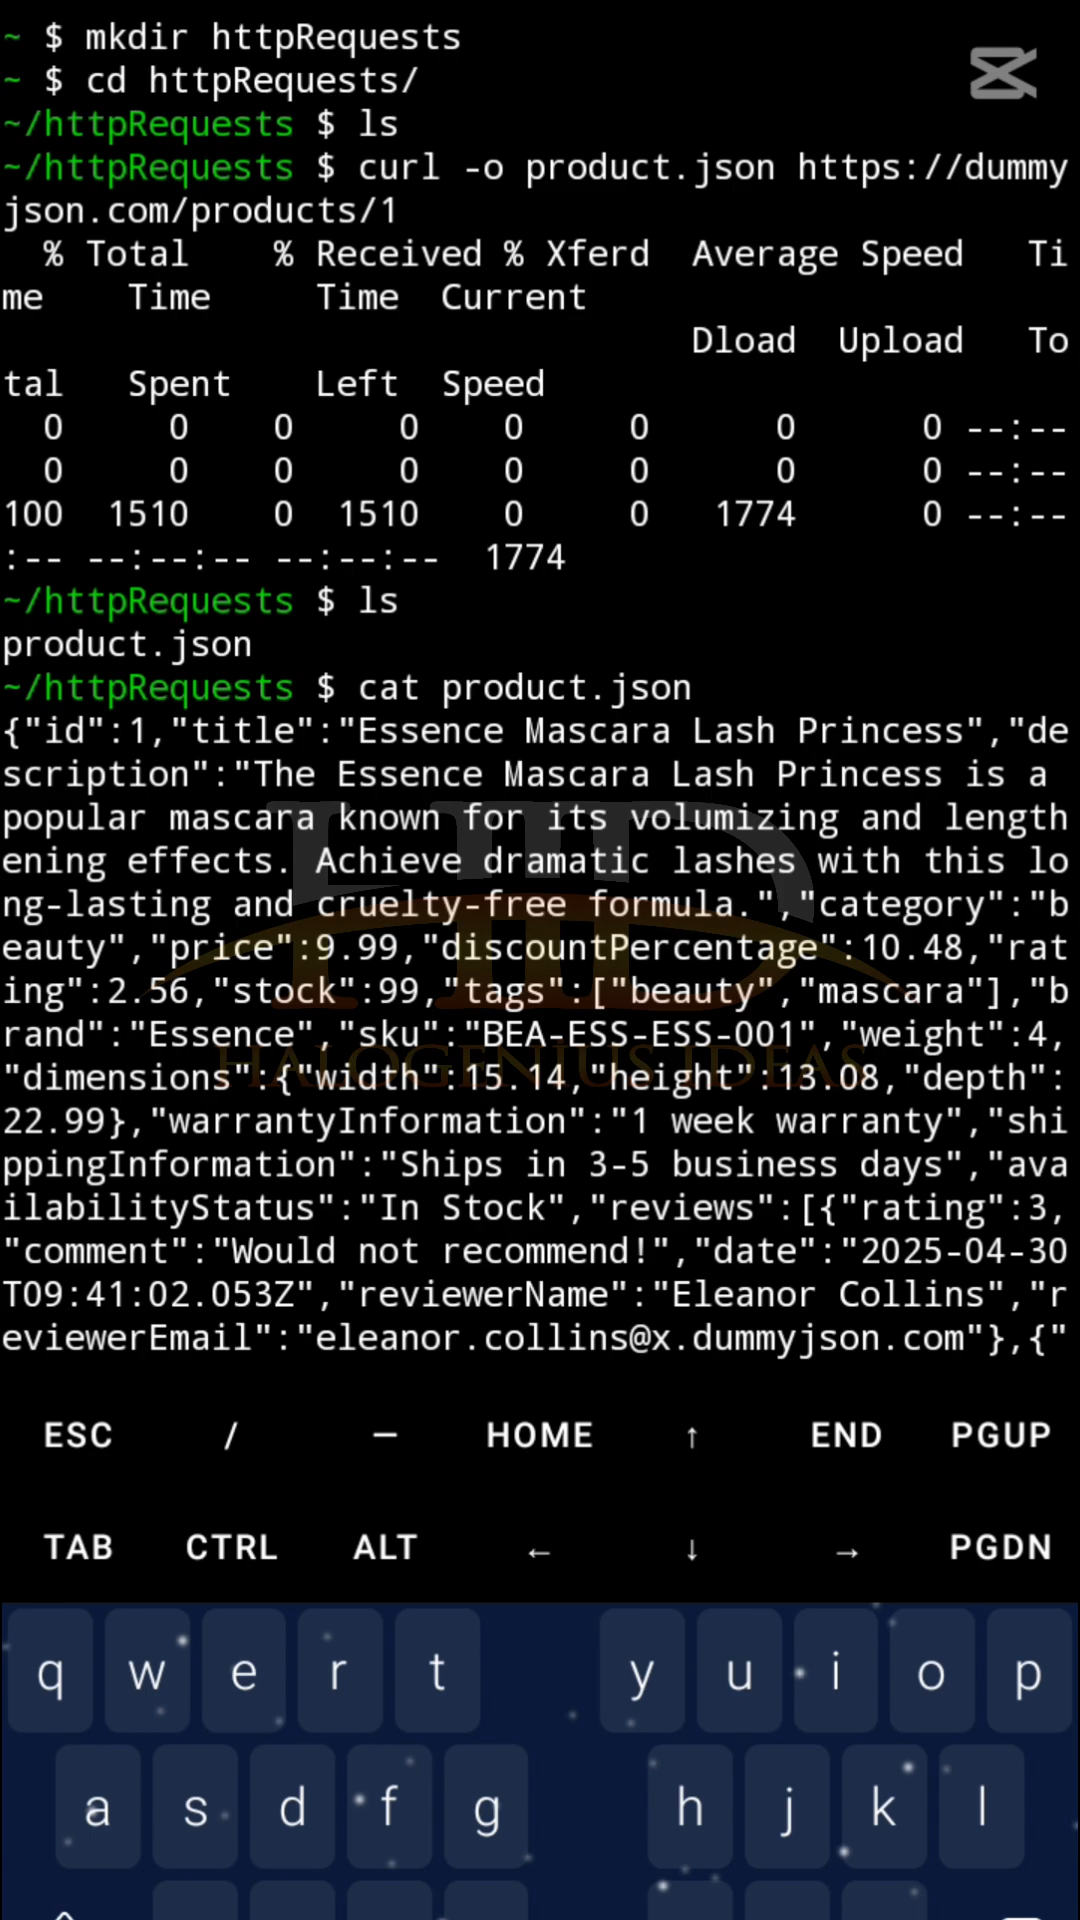 ~ $ mkdir httpRequests
~ $ cd httpRequests/
~/httpRequests $ ls
~/httpRequests $ curl -o product.json https://dummy
json.com/products/1
% Total % Received % Xferd Average Speed Ti
me Time Time Current
Dload Upload To
tal Spent Left Speed
0 0 0 0 0 0 0 0 --:--
0 0 0 0 0 0 0 0 --:--
100 1510 0 1510 0 0 1774 0 --:--
:-- --:--:-- --:--:-- 1774
~/httpRequests $ ls
product.json
~/httpRequests $ cat product.json
{"id":1,"title":"Essence Mascara Lash Princess","de
scription":"The Essence Mascara Lash Princess is a
popular mascara known for its volumizing and length
ening effects. Achieve dramatic lashes with this lo
ng-lasting and cruelty-free formula.","category":"b
eauty","price":9.99,"discountPercentage":10.48,"rat
ing":2.56,"stock":99,"tags":["beauty","mascara"],"b
rand":"Essence","sku":"BEA-ESS-ESS-001","weight":4,
"dimensions":{"width":15.14,"height":13.08,"depth":
22.99},"warrantyInformation":"1 week warranty","shi
ppingInformation":"Ships in 3-5 business days","ava
ilabilityStatus":"In Stock","reviews":[{"rating":3,
"comment":"Would not recommend!","date":"2025-04-30
T09:41:02.053Z","reviewerName":"Eleanor Collins","r
eviewerEmail":"eleanor.collins@x.dummyjson.com"},{"
HALOGENIUS IDEAS
ESC / — HOME ↑ END PGUP
TAB CTRL ALT ← ↓ → PGDN
q w e r t y u i o p
a s d f g h j k l